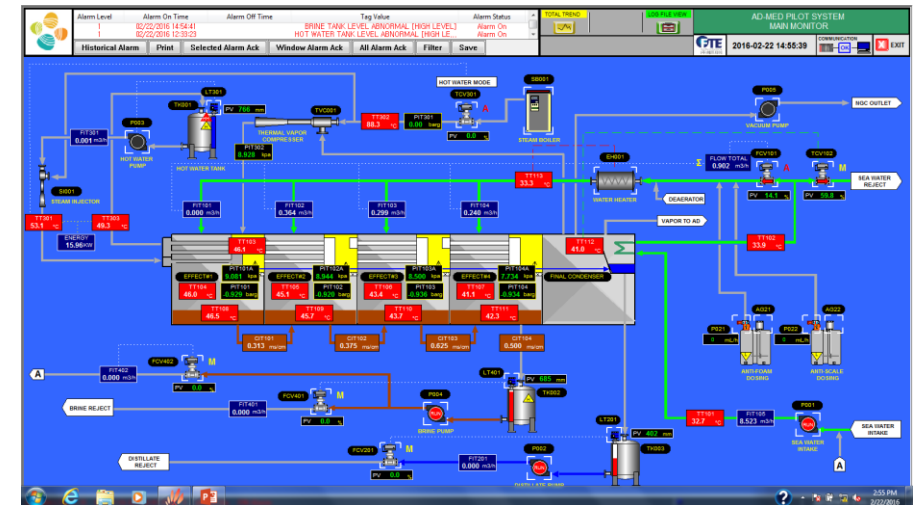 Alarm Level Alarm On Time Alarm Off Time Tag Value Alarm Status
1 02/22/2016 14:54:41 BRINE TANK LEVEL ABNORMAL [HIGH LEVEL] Alarm On
1 02/22/2016 12:33:23 HOT WATER TANK LEVEL ABNORMAL [HIGH LE... Alarm On
Historical Alarm Print Selected Alarm Ack Window Alarm Ack All Alarm Ack Filter Save
TOTAL TREND
LOG FILE VIEW
AD-MED PILOT SYSTEM
MAIN MONITOR
GTE 2016-02-22 14:55:39
COMMUNICATION
OK
EXIT
HOT WATER MODE
SB001
STEAM BOILER
P005
VACUUM PUMP
NGC OUTLET
LT301
TK001
PV 766 mm
HOT WATER TANK
P003
HOT WATER PUMP
FIT301
0.001 m3/h
SI001
STEAM INJECTOR
TVC001
THERMAL VAPOR COMPRESSER
PIT302
8.928 kpa
TT302
88.3 ℃
PIT301
0.00 barg
TCV301
A
PV 0.0 %
EH001
WATER HEATER
Σ
FLOW TOTAL
0.902 m3/h
FCV101
A
PV 14.1 %
TCV102
M
PV 59.8 %
SEA WATER REJECT
DEAERATOR
VAPOR TO AD
TT113
33.3 ℃
TT102
33.9 ℃
TT301
53.1 ℃
TT303
49.3 ℃
ENERGY
15.96KW
FIT101
0.000 m3/h
FIT102
0.364 m3/h
FIT103
0.299 m3/h
FIT104
0.240 m3/h
TT103
46.1 ℃
TT112
41.0 ℃
Σ
PIT101A
9.081 kpa
PIT102A
8.944 kpa
PIT103A
8.500 kpa
PIT104A
7.734 kpa
EFFECT#1
EFFECT#2
EFFECT#3
EFFECT#4
FINAL CONDENSER
TT104
46.0 ℃
PIT101
-0.929 barg
TT105
45.1 ℃
PIT102
-0.928 barg
TT106
43.4 ℃
PIT103
-0.936 barg
TT107
41.1 ℃
PIT104
-0.934 barg
TT108
46.5 ℃
TT109
45.7 ℃
TT110
43.7 ℃
TT111
42.3 ℃
CIT101
0.313 ms/cm
CIT102
0.375 ms/cm
CIT103
0.625 ms/cm
CIT104
0.500 ms/cm
AG21
P021
0 mL/h
ANTI-FOAM DOSING
AG22
P022
0 mL/h
ANTI-SCALE DOSING
FCV402
M
PV 0.0 %
FIT402
0.000 m3/h
A
FCV401
M
PV 0.0 %
FIT401
0.000 m3/h
BRINE REJECT
P004
RUN
BRINE PUMP
LT401
PV 685 mm
TK002
FCV201
M
PV 0.0 %
DISTILLATE REJECT
FIT201
0.000 m3/h
P002
RUN
DISTILLATE PUMP
LT201
PV 402 mm
TK003
TT101
32.7 ℃
FIT105
8.523 m3/h
P001
RUN
SEA WATER INTAKE
SEA WATER INTAKE
A
2:55 PM
2/22/2016